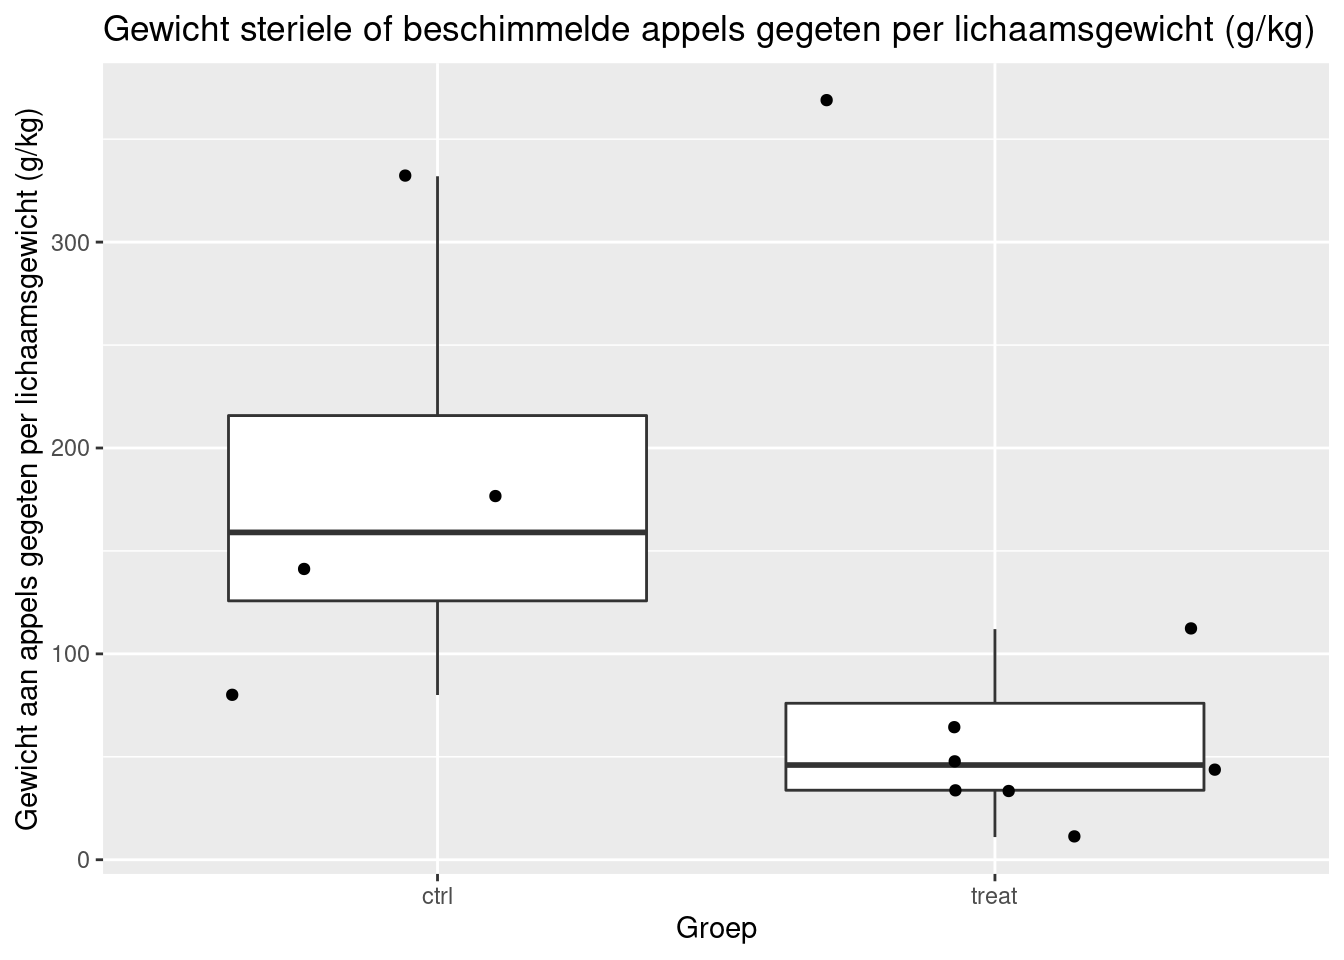 Gewicht steriele of beschimmelde appels gegeten per lichaamsgewicht (g/kg)
Gewicht aan appels gegeten per lichaamsgewicht (g/kg)
300
200
100
0
ctrl
treat
Groep